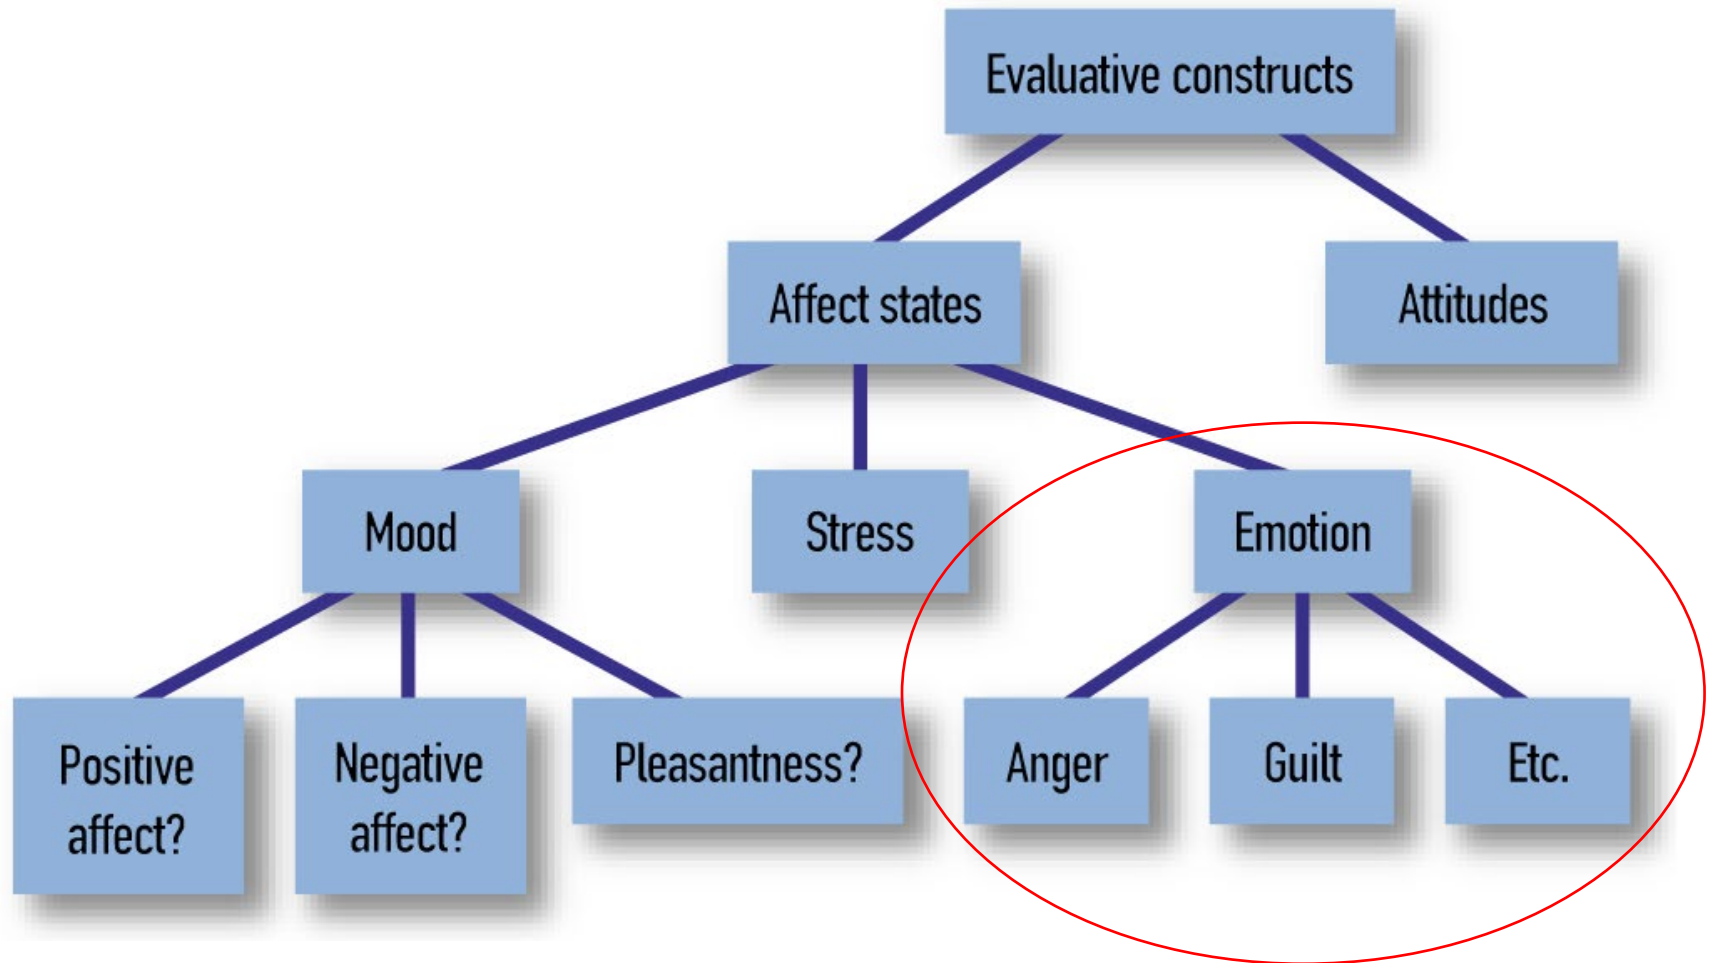 Evaluative constructs
Affect states
Attitudes
Mood
Stress
Emotion
Positive
affect?
Negative
affect?
Pleasantness?
Anger
Guilt
Etc.